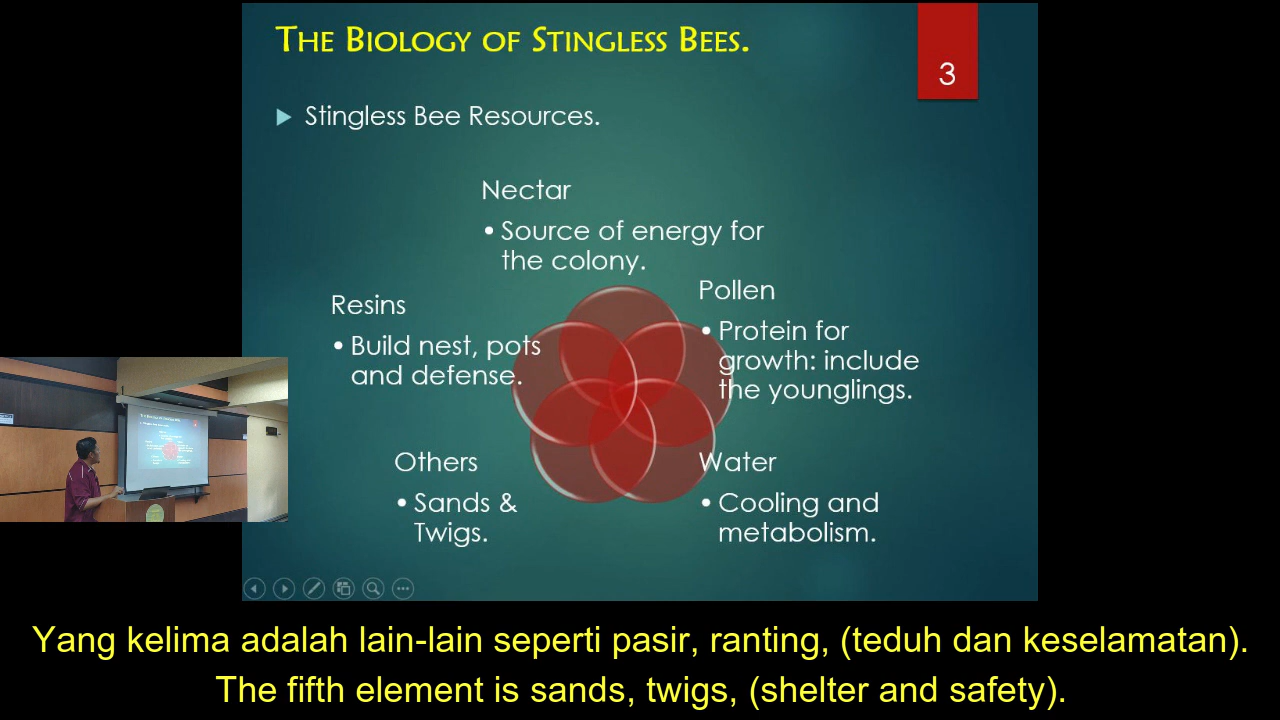 The Biology of Stingless Bees.
3
Stingless Bee Resources.
Nectar
• Source of energy for
the colony.
Pollen
• Protein for
growth: include
the younglings.
Resins
• Build nest, pots
and defense.
Others
• Sands &
Twigs.
Water
• Cooling and
metabolism.
Yang kelima adalah lain-lain seperti pasir, ranting, (teduh dan keselamatan).
The fifth element is sands, twigs, (shelter and safety).